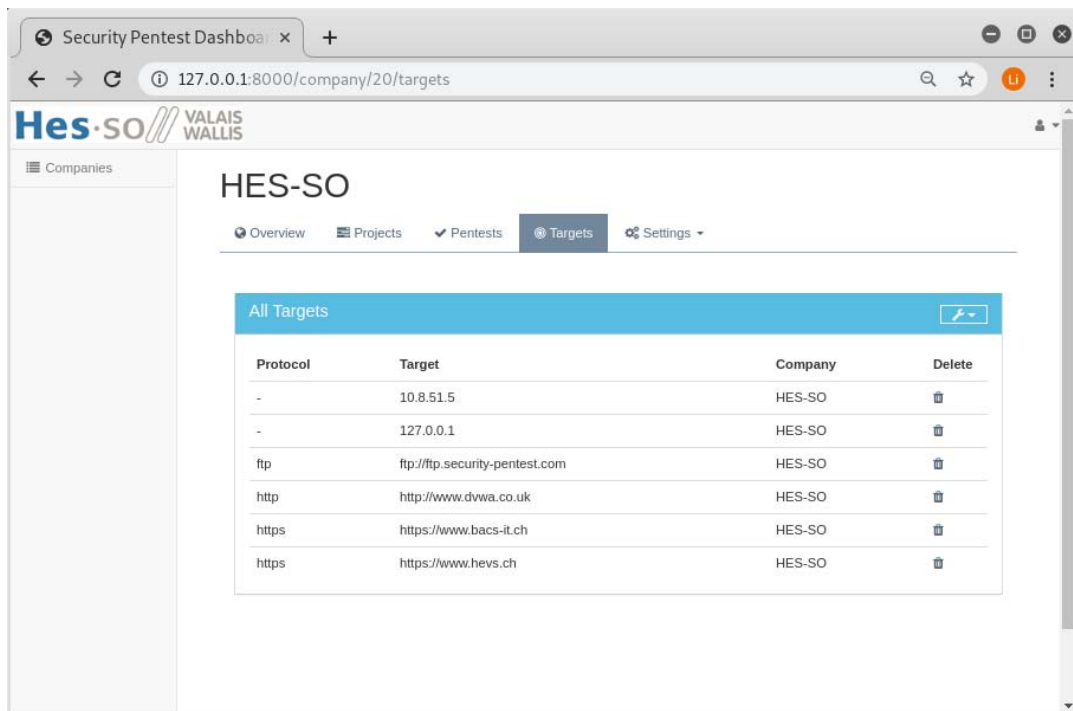 Security Pentest Dashboar
127.0.0.1:8000/company/20/targets
Li
Hes·so VALAIS WALLIS
Companies
HES-SO
Overview Projects Pentests Targets Settings
All Targets
Protocol Target Company Delete
- 10.8.51.5 HES-SO
- 127.0.0.1 HES-SO
ftp ftp://ftp.security-pentest.com HES-SO
http http://www.dvwa.co.uk HES-SO
https https://www.bacs-it.ch HES-SO
https https://www.hevs.ch HES-SO